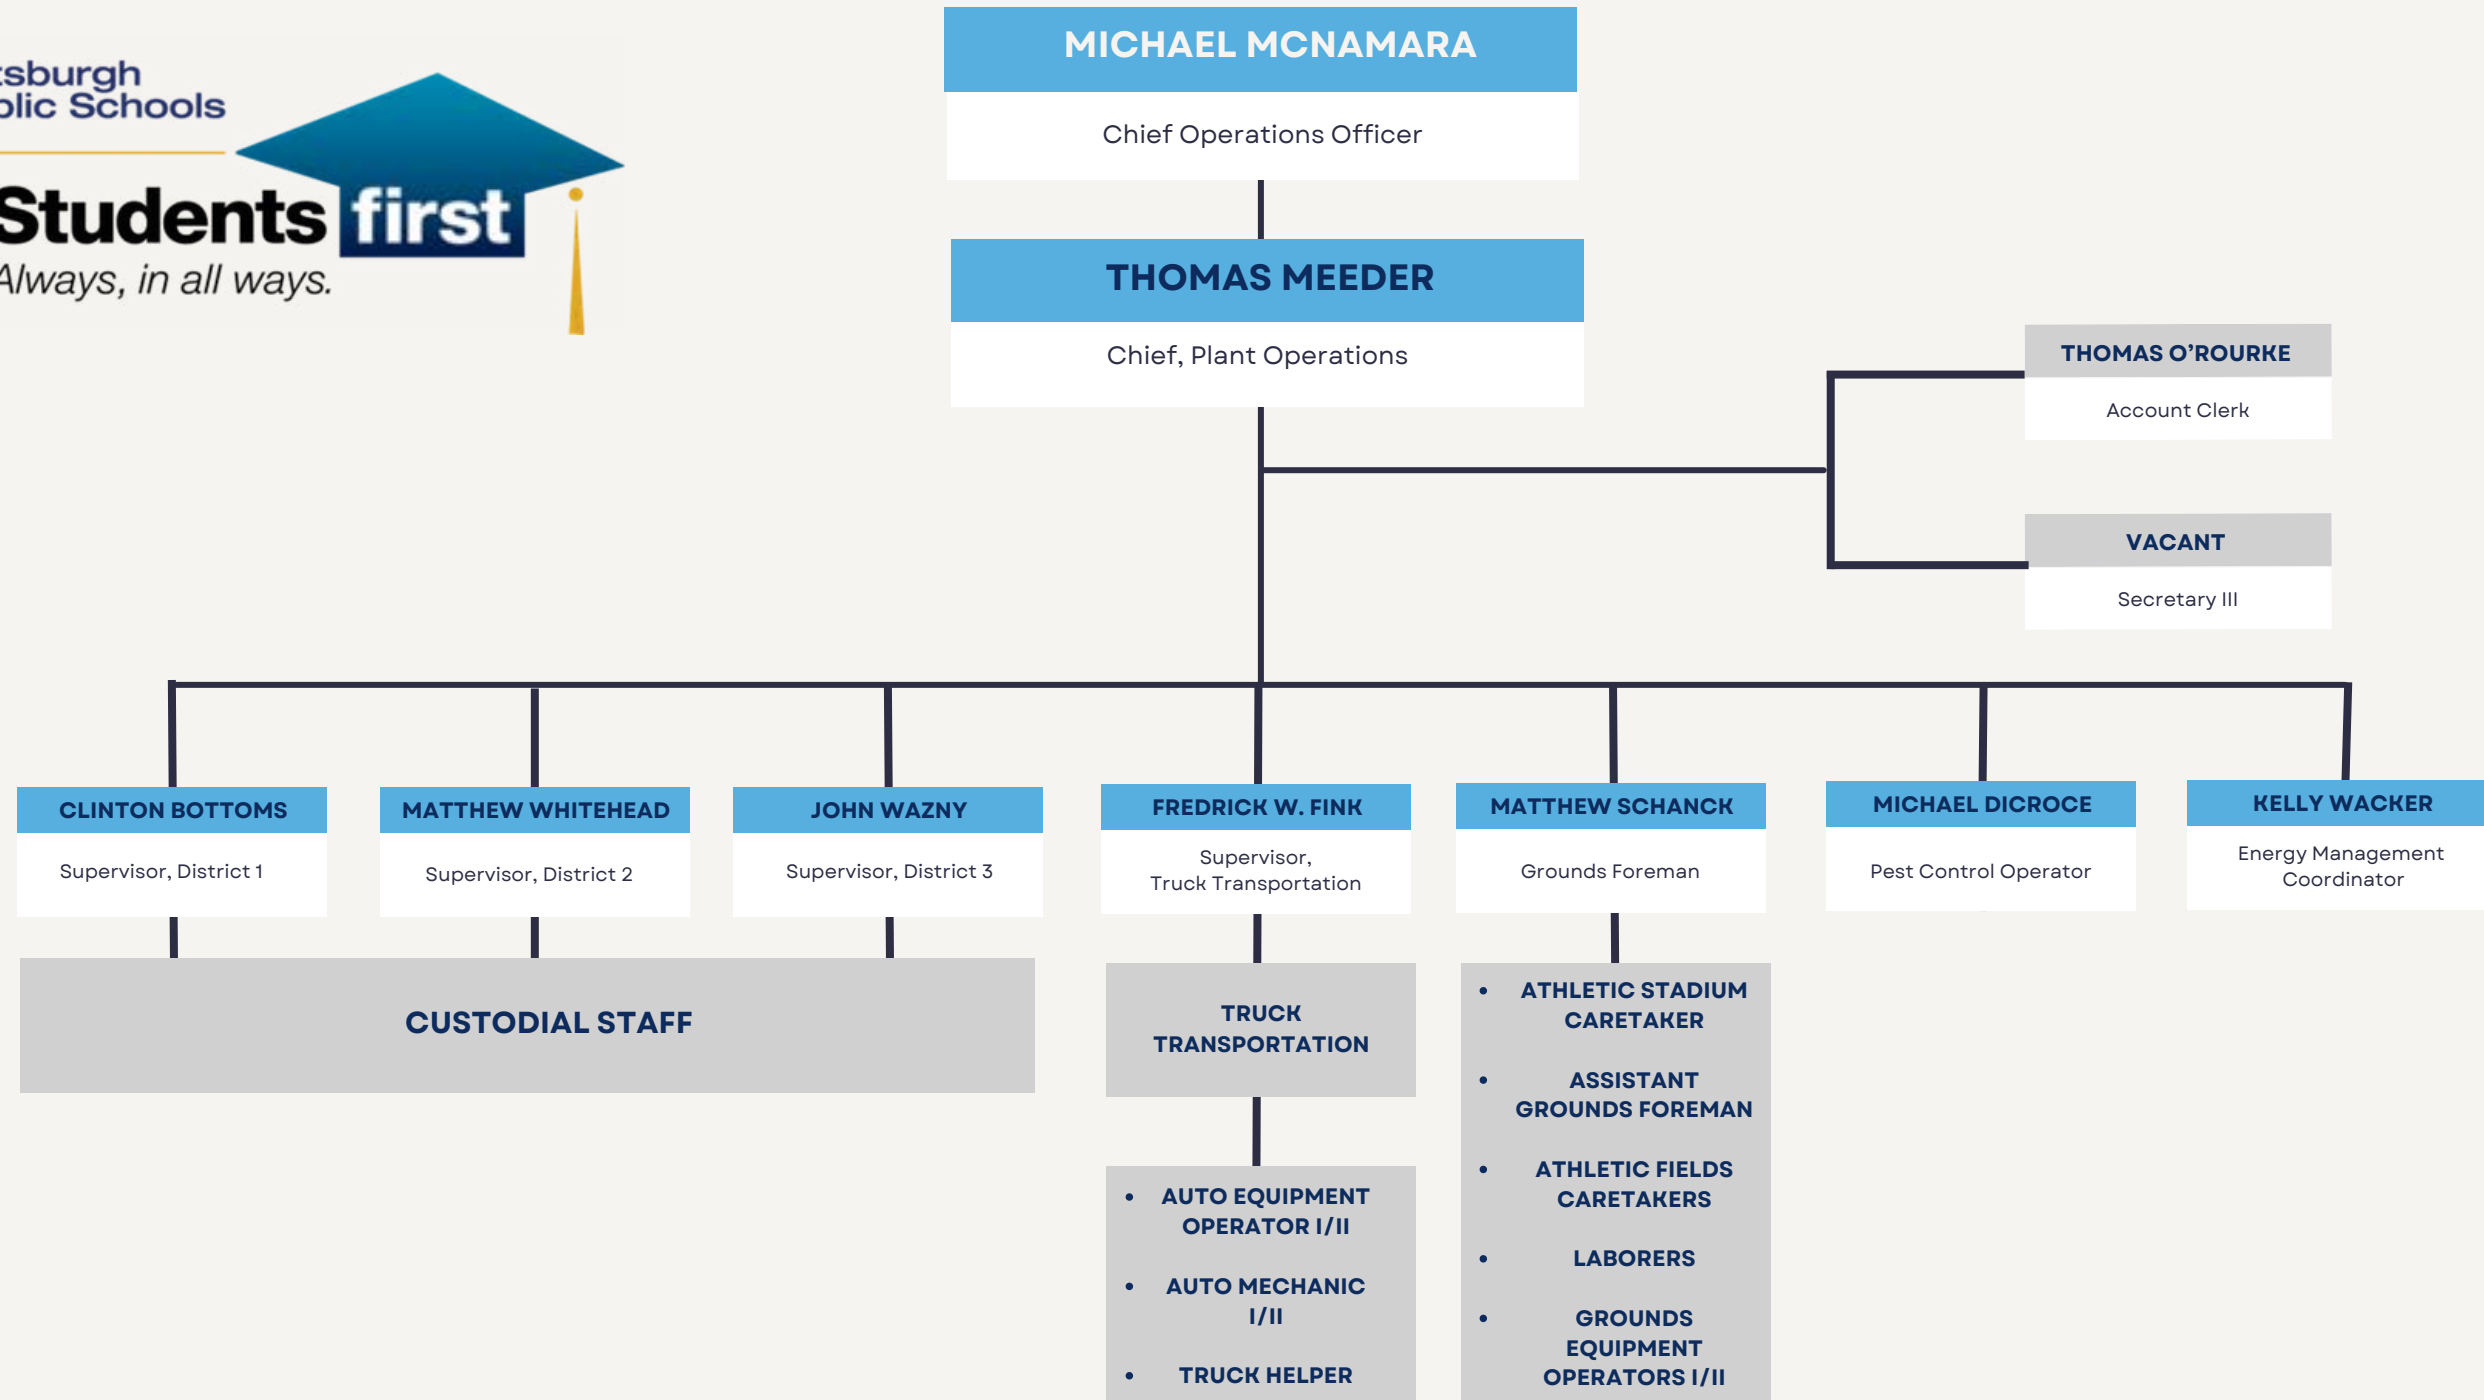 tsburgh
blic Schools
Students first
Always, in all ways.
MICHAEL MCNAMARA
Chief Operations Officer
THOMAS MEEDER
Chief, Plant Operations
THOMAS O’ROURKE
Account Clerk
VACANT
Secretary III
CLINTON BOTTOMS
Supervisor, District 1
MATTHEW WHITEHEAD
Supervisor, District 2
JOHN WAZNY
Supervisor, District 3
FREDRICK W. FINK
Supervisor,
Truck Transportation
MATTHEW SCHANCK
Grounds Foreman
MICHAEL DICROCE
Pest Control Operator
KELLY WACKER
Energy Management
Coordinator
CUSTODIAL STAFF
TRUCK
TRANSPORTATION
• AUTO EQUIPMENT
OPERATOR I/II
• AUTO MECHANIC
I/II
• TRUCK HELPER
• ATHLETIC STADIUM
CARETAKER
• ASSISTANT
GROUNDS FOREMAN
• ATHLETIC FIELDS
CARETAKERS
• LABORERS
• GROUNDS
EQUIPMENT
OPERATORS I/II